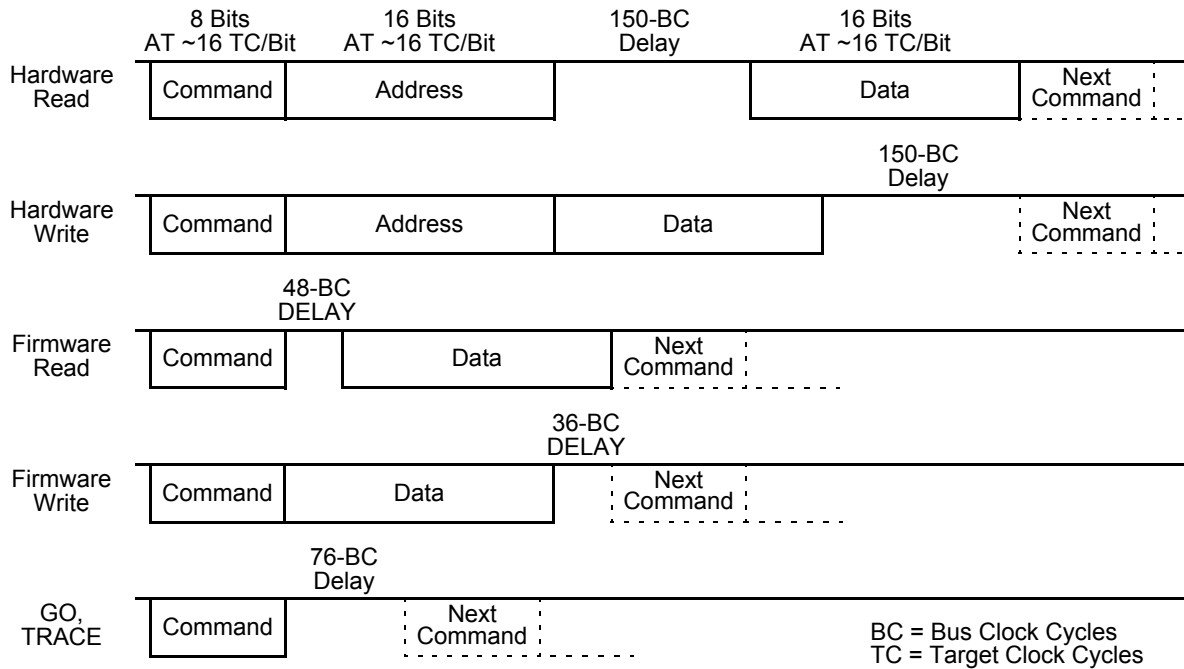 8 Bits
AT ~16 TC/Bit
16 Bits
AT ~16 TC/Bit
150-BC
Delay
16 Bits
AT ~16 TC/Bit
Hardware
Read
Command
Address
Data
Next
Command
150-BC
Delay
Hardware
Write
Command
Address
Data
Next
Command
48-BC
DELAY
Firmware
Read
Command
Data
Next
Command
36-BC
DELAY
Firmware
Write
Command
Data
Next
Command
76-BC
Delay
GO,
TRACE
Command
Next
Command
BC = Bus Clock Cycles
TC = Target Clock Cycles